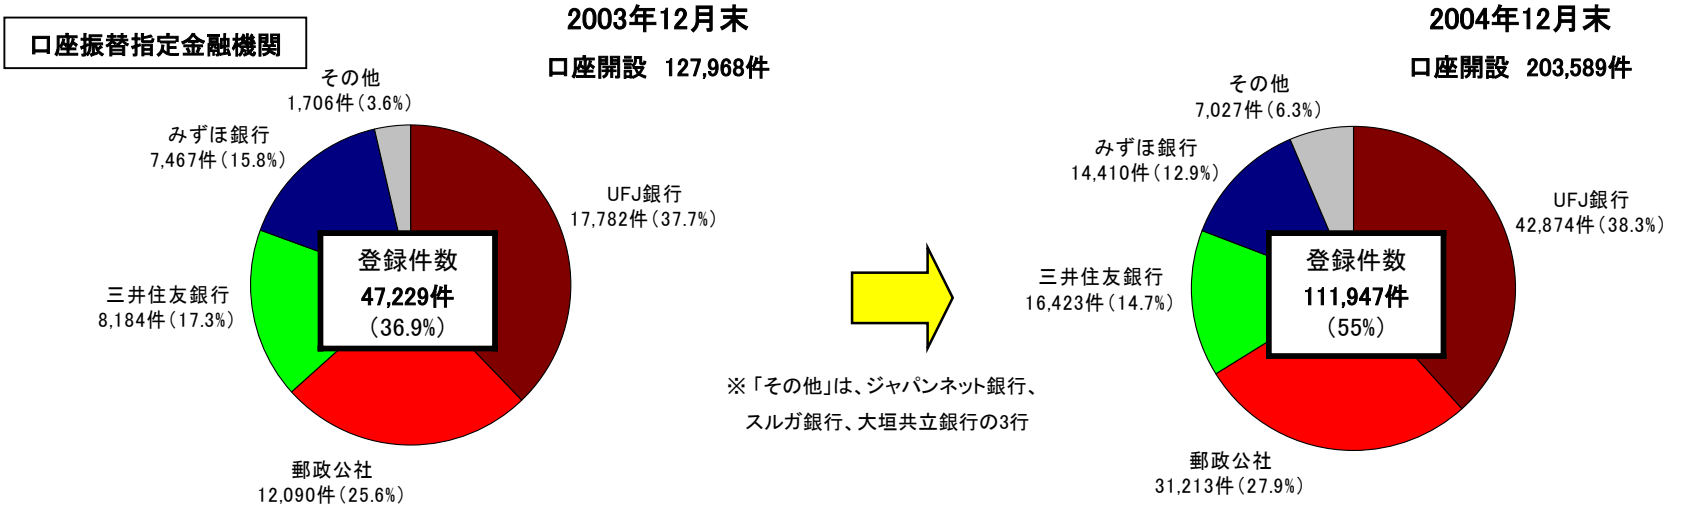 口座振替指定金融機関
2003年12月末
口座開設 127,968件
その他
1,706件(3.6%)
みずほ銀行
7,467件(15.8%)
UFJ銀行
17,782件(37.7%)
登録件数
47,229件
(36.9%)
三井住友銀行
8,184件(17.3%)
郵政公社
12,090件(25.6%)
※「その他」は、ジャパンネット銀行、
スルガ銀行、大垣共立銀行の3行
2004年12月末
口座開設 203,589件
その他
7,027件(6.3%)
みずほ銀行
14,410件(12.9%)
UFJ銀行
42,874件(38.3%)
登録件数
111,947件
(55%)
三井住友銀行
16,423件(14.7%)
郵政公社
31,213件(27.9%)